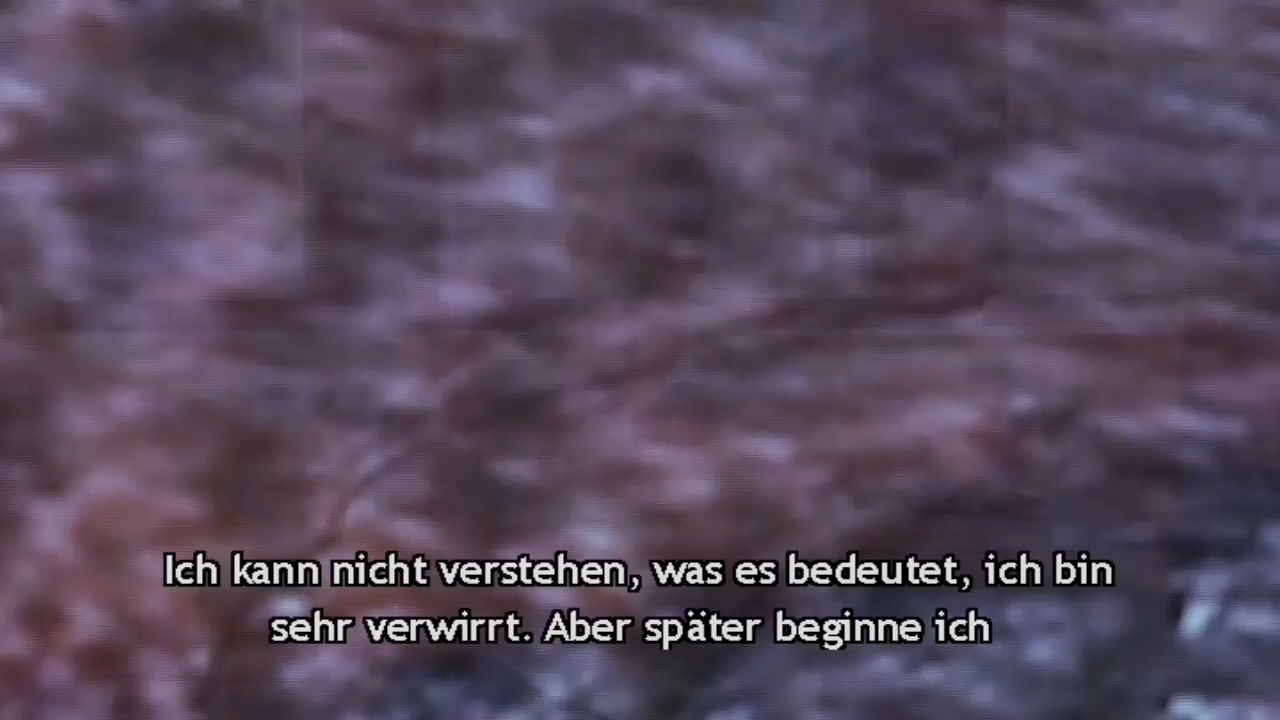 Ich kann nicht verstehen, was es bedeutet, ich bin
sehr verwirrt. Aber später beginne ich